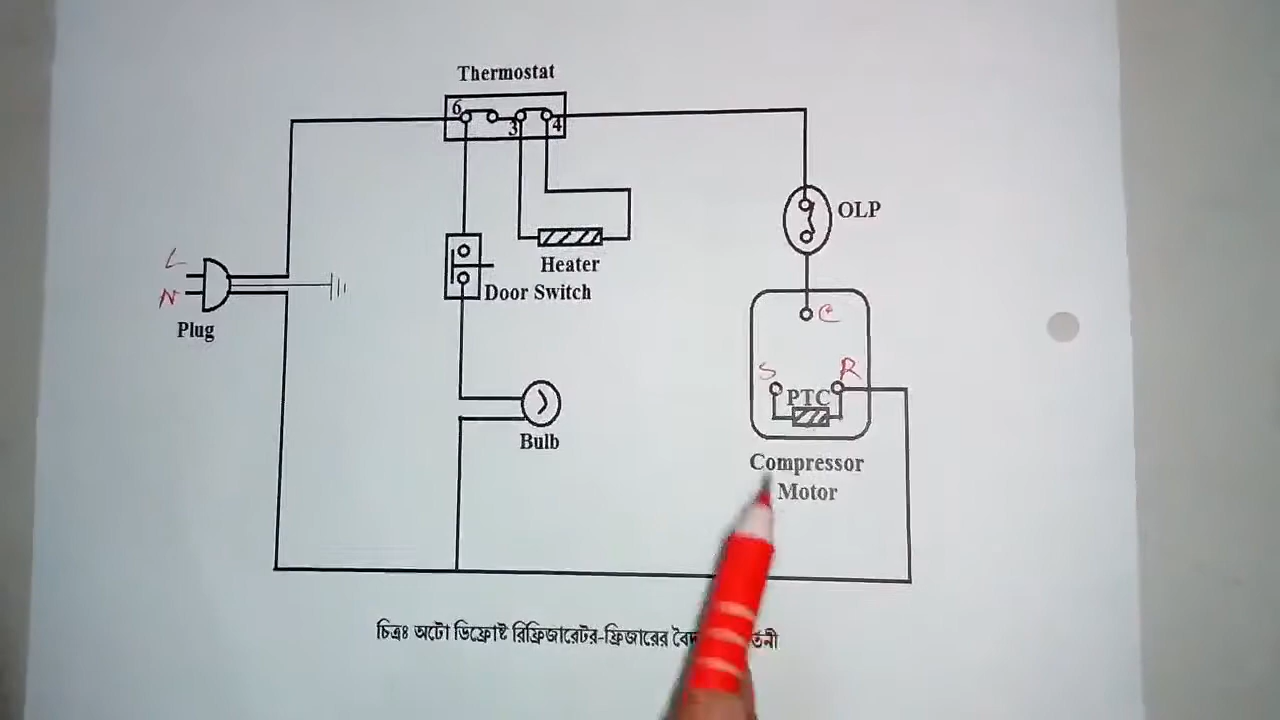 Thermostat
6
3
4
OLP
L
N
Plug
Heater
Door Switch
C
S
R
PTC
Bulb
Compressor
Motor
চিত্রঃ অটো ডিফ্রোষ্ট রিফ্রিজারেটর-ফ্রিজারের